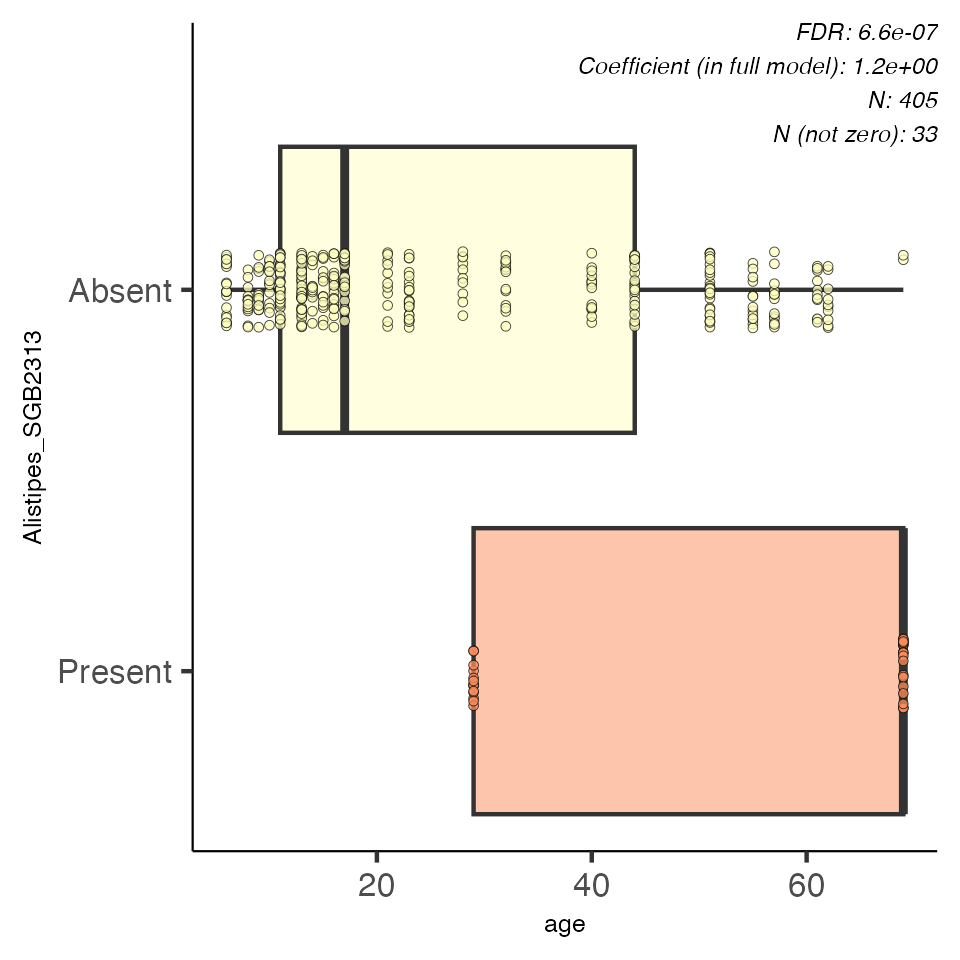 FDR: 6.6e-07
Coefficient (in full model): 1.2e+00
N: 405
N (not zero): 33
Alistipes_SGB2313
Absent
Present
20 40 60
age